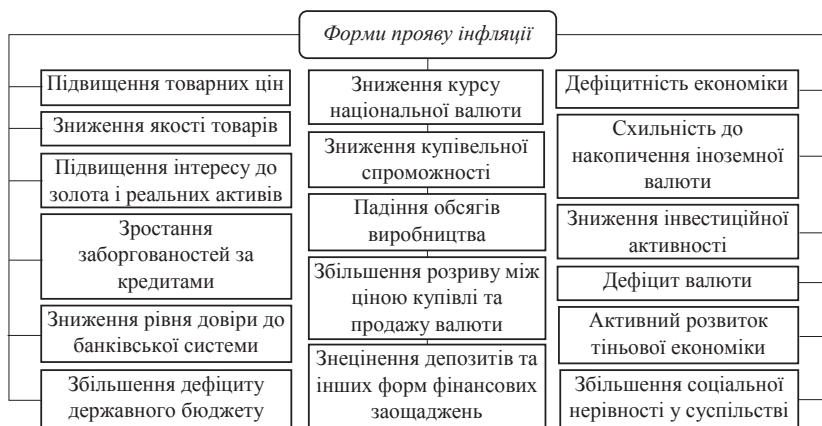 Форми прояву інфляції
Підвищення товарних цін
Зниження якості товарів
Підвищення інтересу до
золота і реальних активів
Зростання
заборгованостей за
кредитами
Зниження рівня довіри до
банківської системи
Збільшення дефіциту
державного бюджету
Зниження курсу
національної валюти
Зниження купівельної
спроможності
Падіння обсягів
виробництва
Збільшення розриву між
ціною купівлі та
продажу валюти
Знецінення депозитів та
інших форм фінансових
заощаджень
Дефіцитність економіки
Схильність до
накопичення іноземної
валюти
Зниження інвестиційної
активності
Дефіцит валюти
Активний розвиток
тіньової економіки
Збільшення соціальної
нерівності у суспільстві